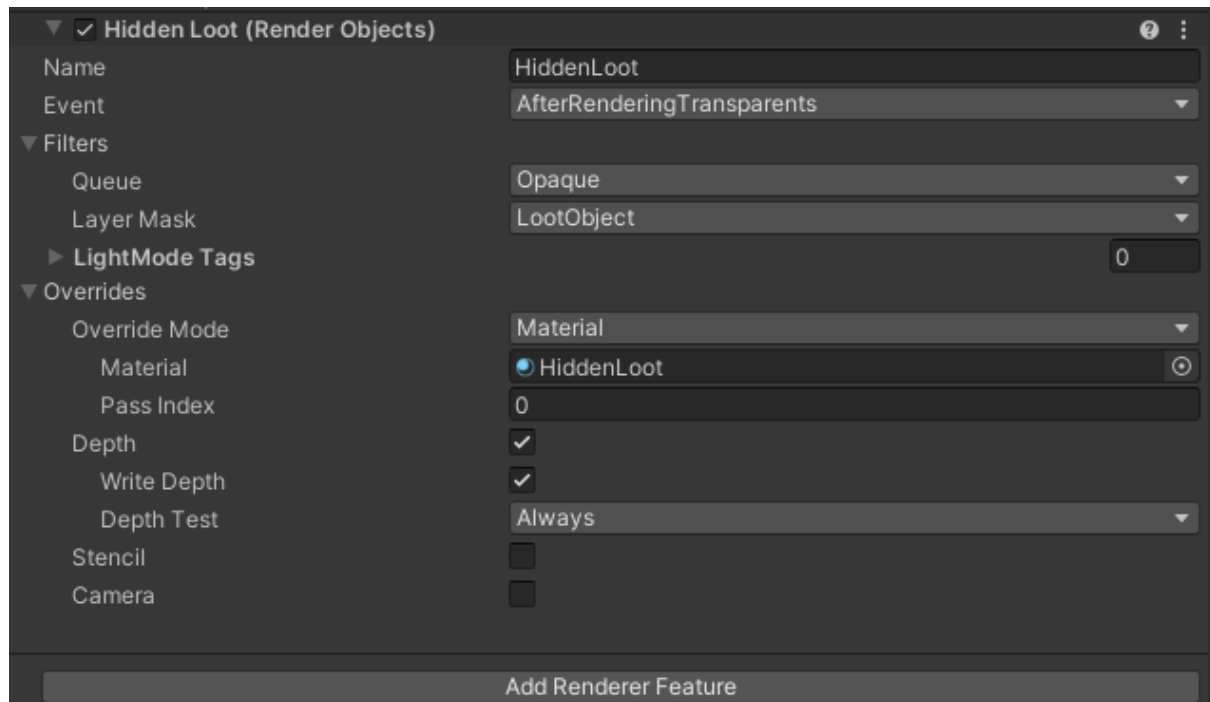 Hidden Loot (Render Objects)
Name HiddenLoot
Event AfterRenderingTransparents
Filters
Queue Opaque
Layer Mask LootObject
LightMode Tags 0
Overrides
Override Mode Material
Material HiddenLoot
Pass Index 0
Depth
Write Depth
Depth Test Always
Stencil
Camera
Add Renderer Feature